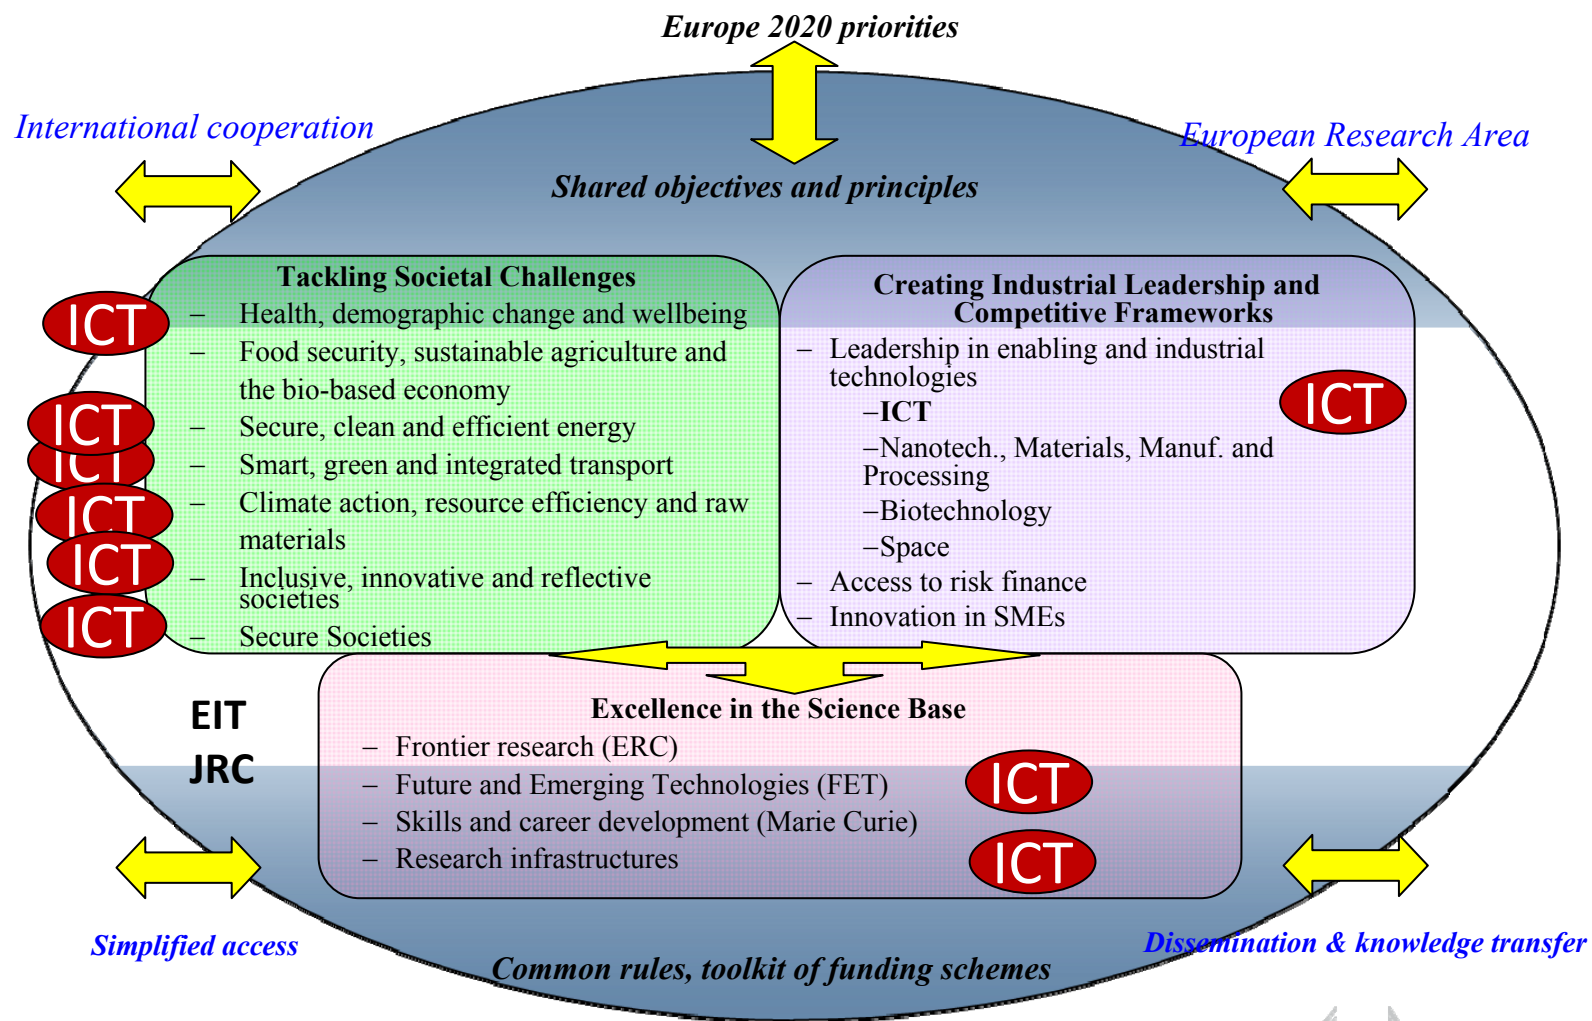 Europe 2020 priorities
International cooperation
European Research Area
Shared objectives and principles
Tackling Societal Challenges
ICT
– Health, demographic change and wellbeing
– Food security, sustainable agriculture and
the bio-based economy
ICT
– Secure, clean and efficient energy
ICT
– Smart, green and integrated transport
ICT
– Climate action, resource efficiency and raw
materials
ICT
– Inclusive, innovative and reflective
societies
ICT
– Secure Societies
Creating Industrial Leadership and
Competitive Frameworks
– Leadership in enabling and industrial
technologies
–ICT
ICT
–Nanotech., Materials, Manuf. and
Processing
–Biotechnology
–Space
– Access to risk finance
– Innovation in SMEs
EIT
JRC
Excellence in the Science Base
– Frontier research (ERC)
– Future and Emerging Technologies (FET)
ICT
– Skills and career development (Marie Curie)
– Research infrastructures
ICT
Simplified access
Dissemination & knowledge transfer
Common rules, toolkit of funding schemes